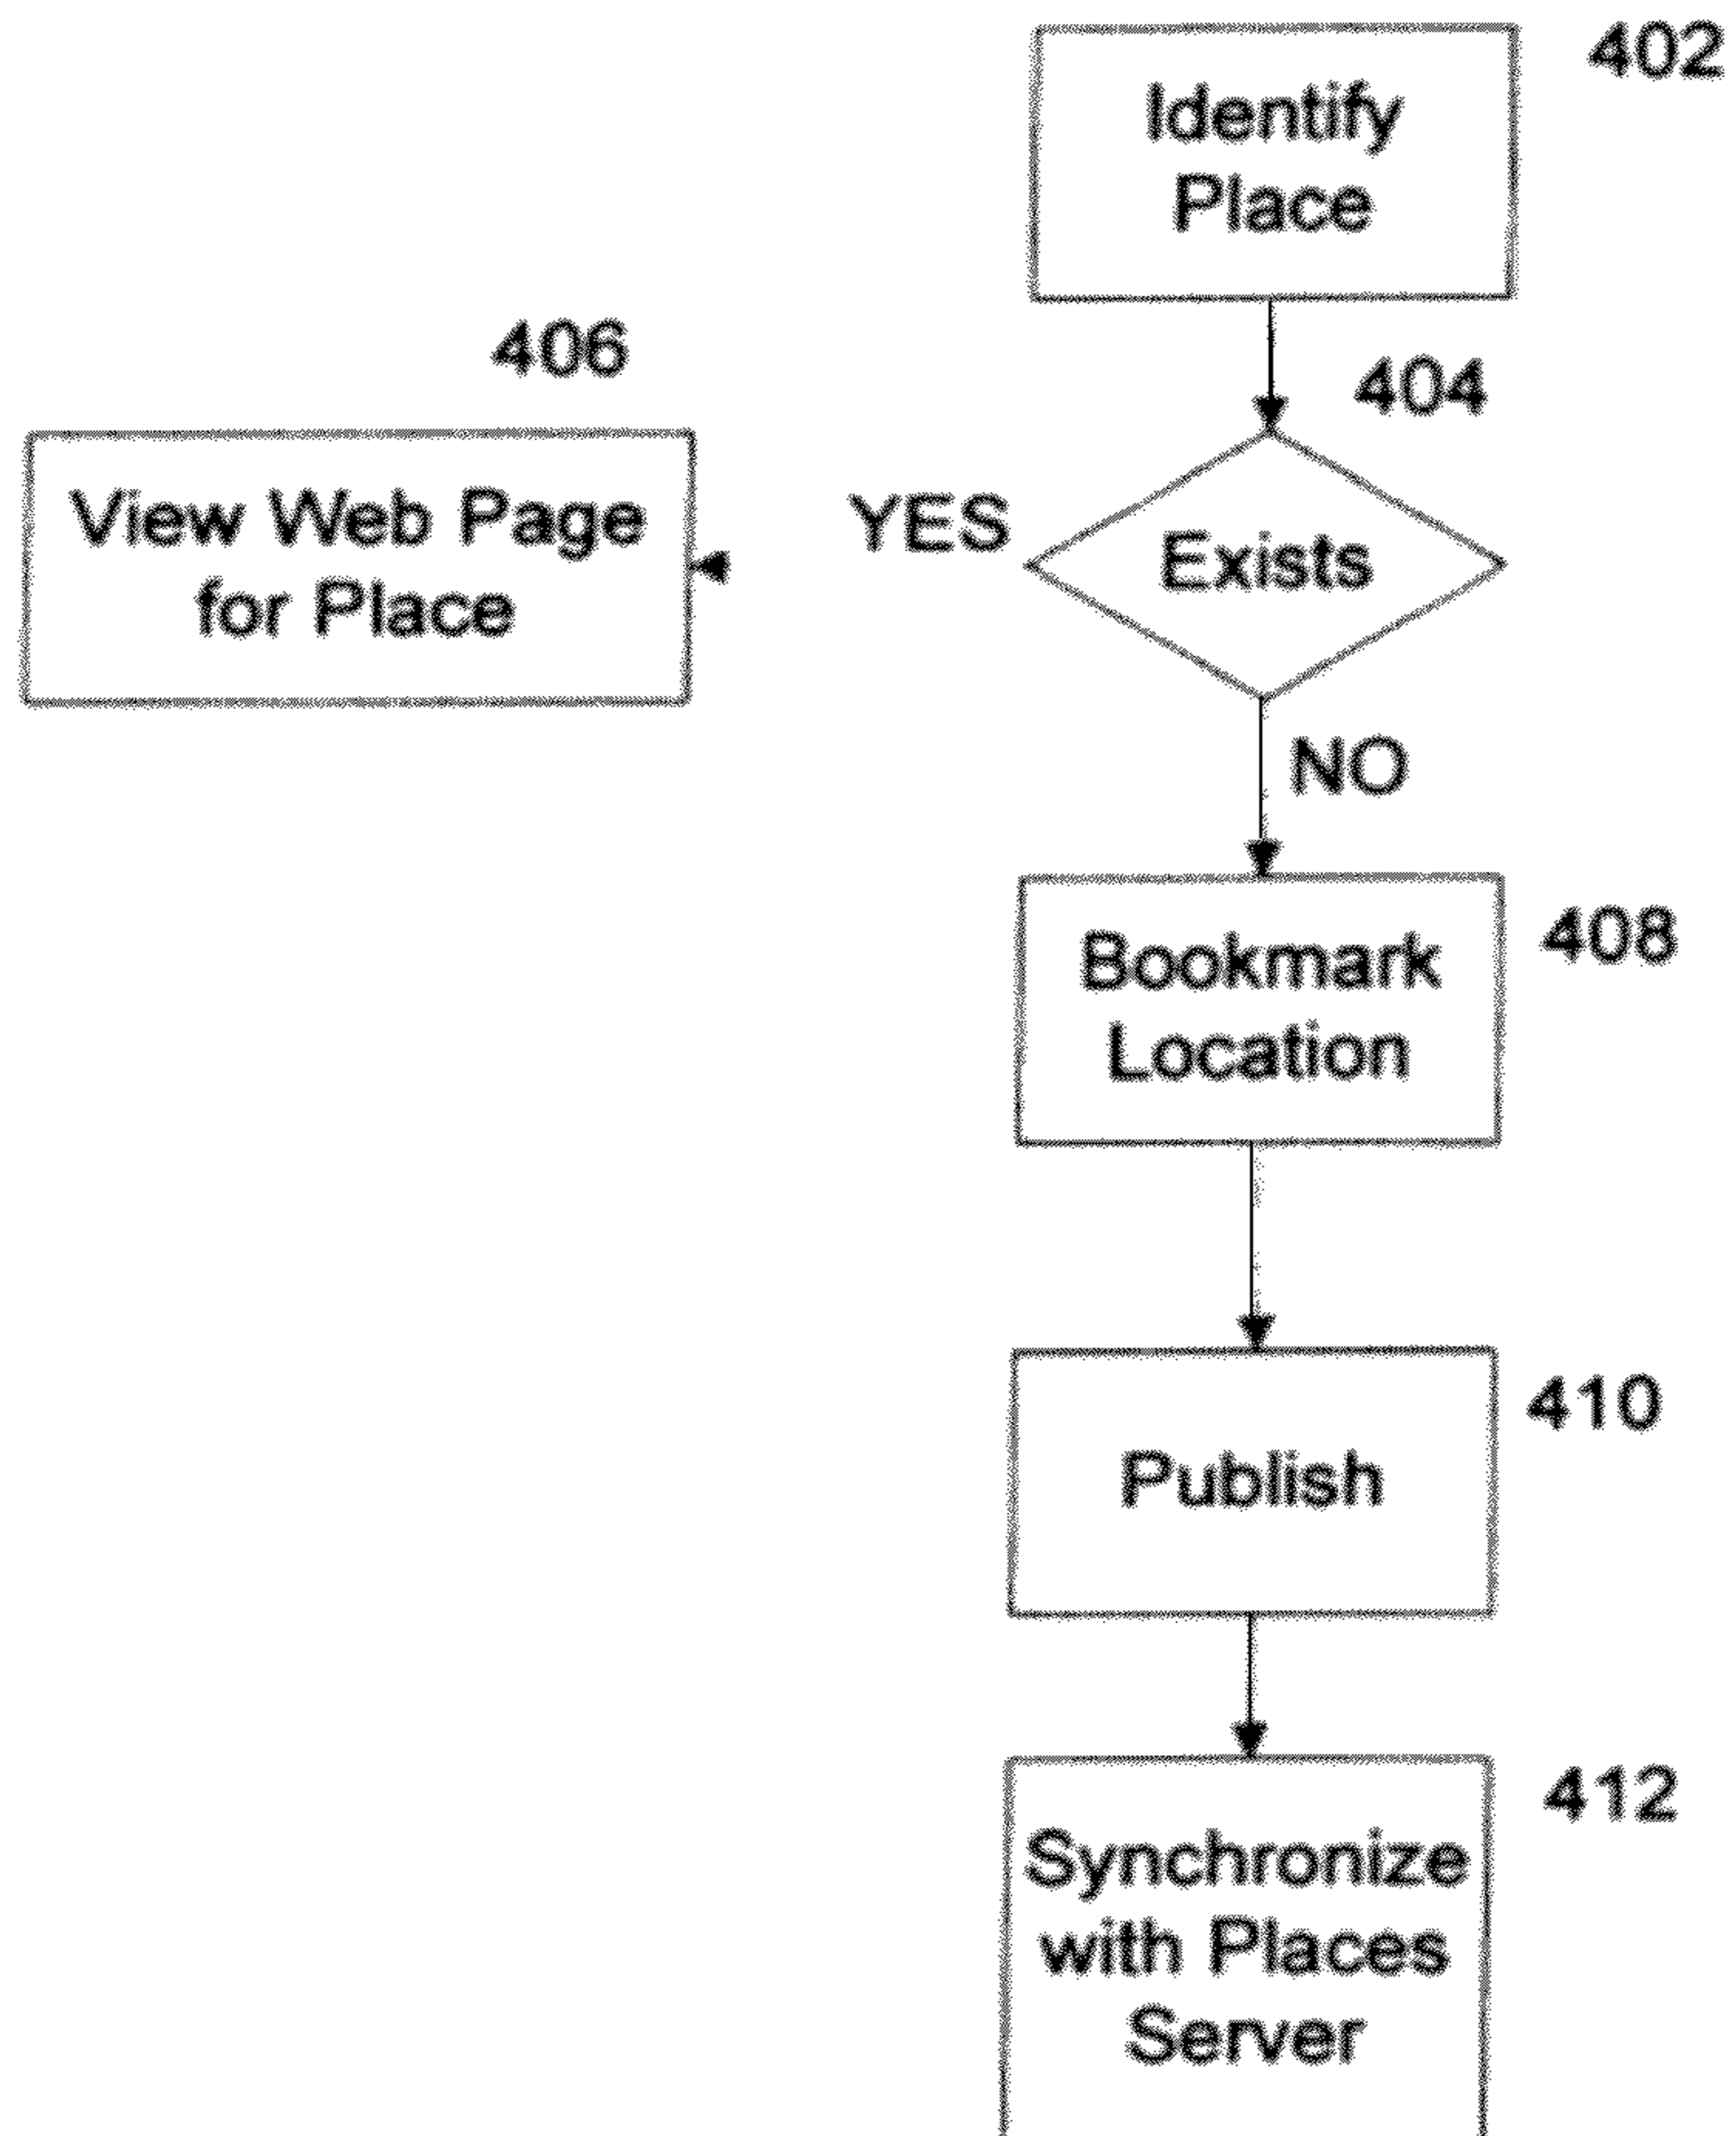 402
Identify
Place
404
406
View Web Page
for Place
YES
Exists
NO
408
Bookmark
Location
410
Publish
412
Synchronize
with Places
Server